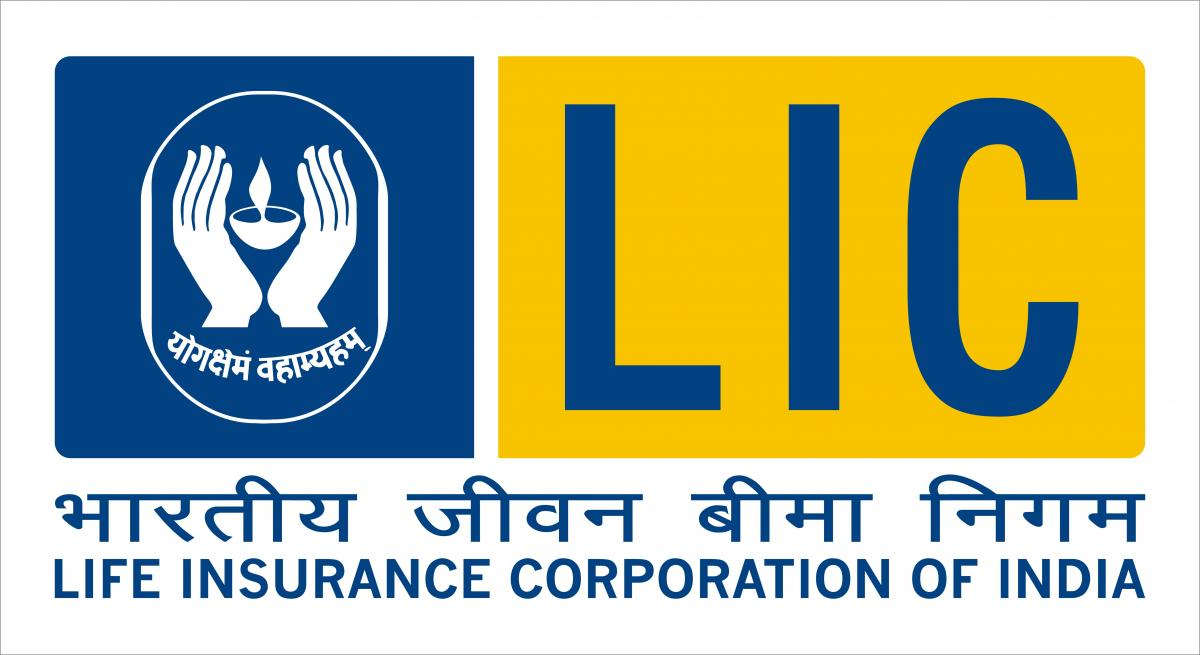 योगक्षेमं वहाम्यहम्
LIC
भारतीय जीवन बीमा निगम
LIFE INSURANCE CORPORATION OF INDIA